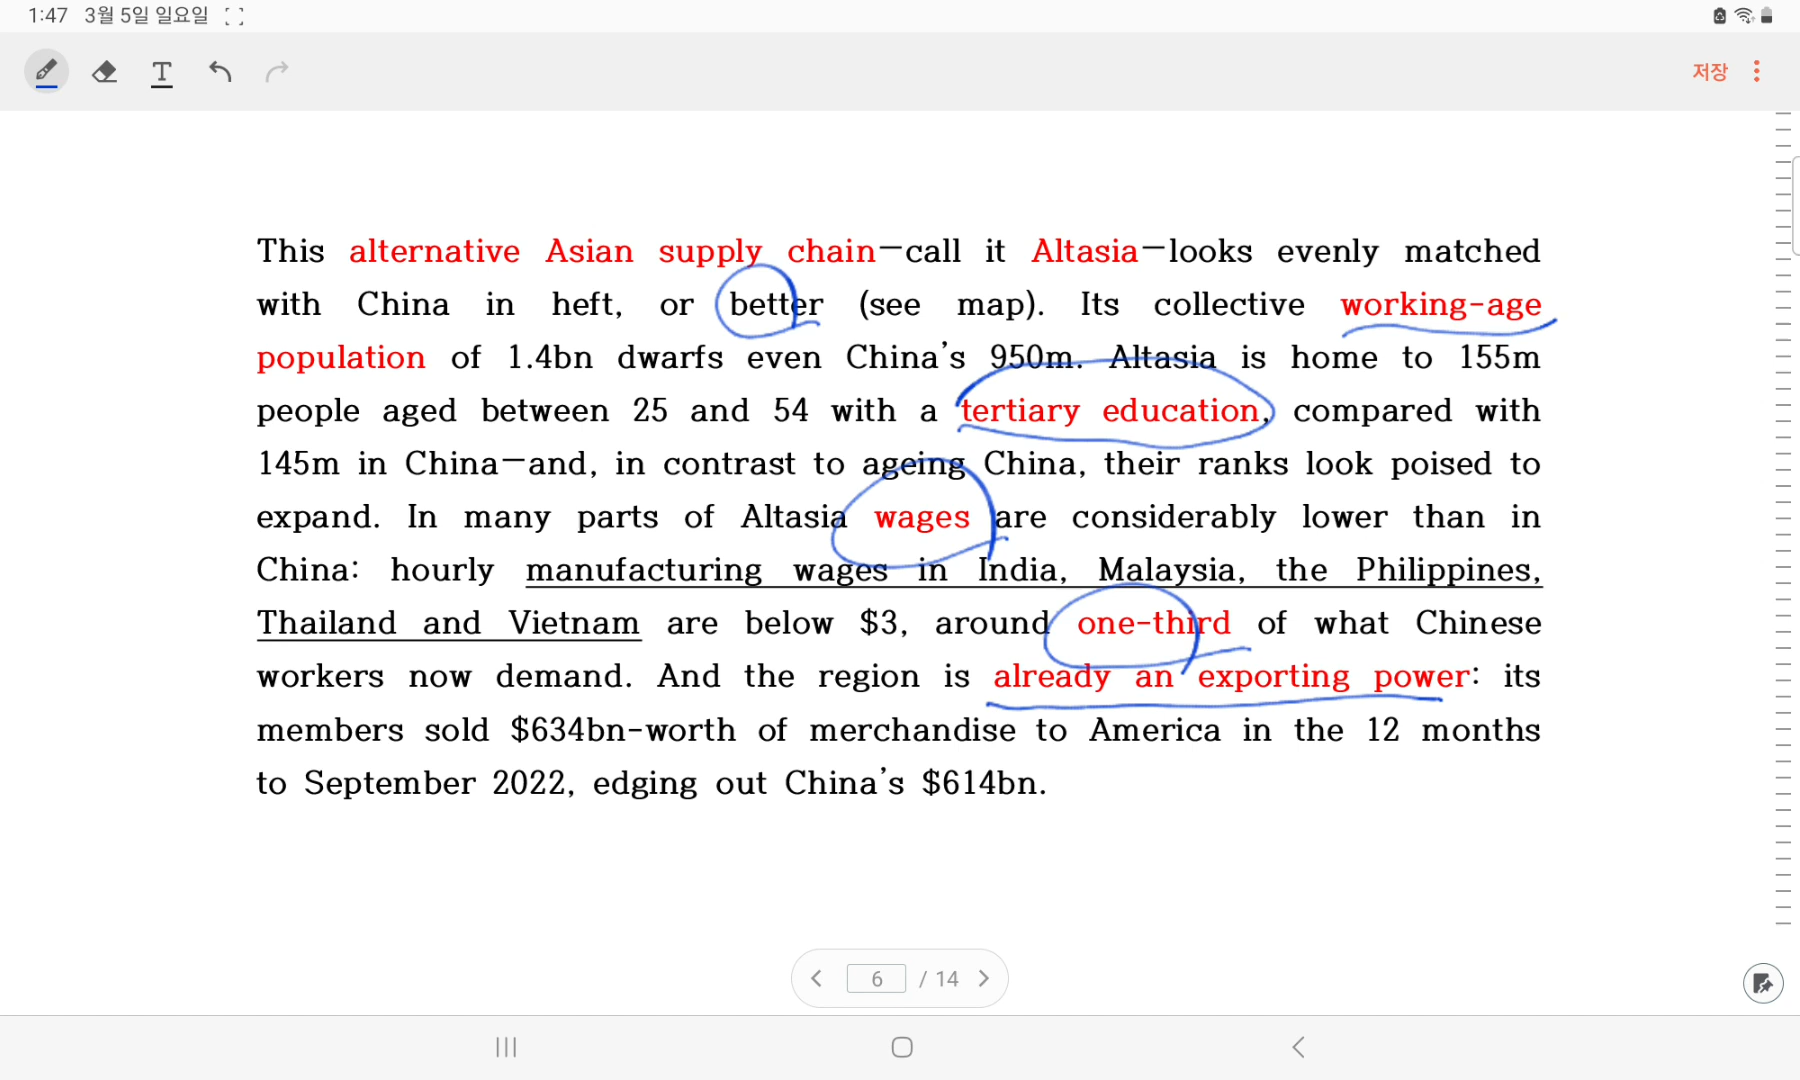 1:47 3월 5일 일요일
저장
This alternative Asian supply chain—call it Altasia—looks evenly matched
with China in heft, or better (see map). Its collective working-age
population of 1.4bn dwarfs even China's 950m. Altasia is home to 155m
people aged between 25 and 54 with a tertiary education, compared with
145m in China—and, in contrast to ageing China, their ranks look poised to
expand. In many parts of Altasia wages are considerably lower than in
China: hourly manufacturing wages in India, Malaysia, the Philippines,
Thailand and Vietnam are below $3, around one-third of what Chinese
workers now demand. And the region is already an exporting power: its
members sold $634bn-worth of merchandise to America in the 12 months
to September 2022, edging out China's $614bn.
6 / 14